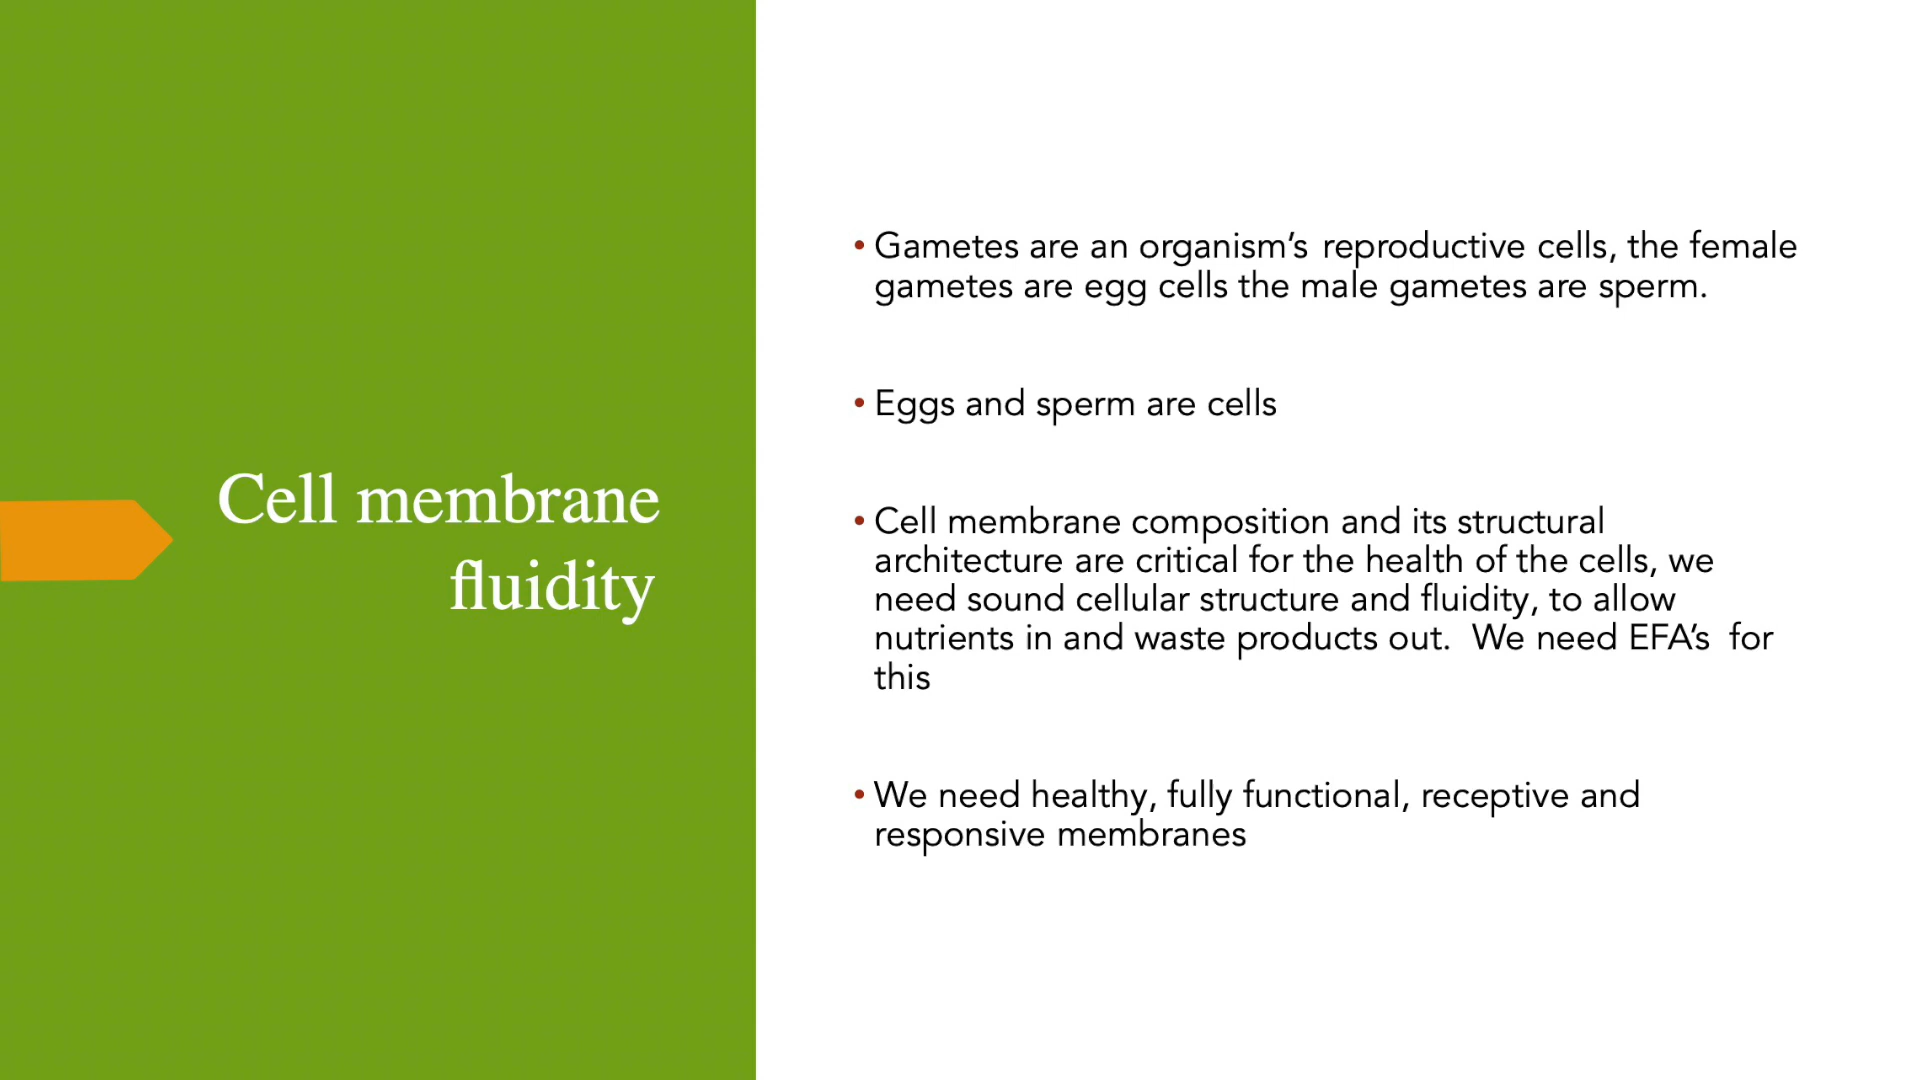 Cell membrane
fluidity
• Gametes are an organism’s reproductive cells, the female
gametes are egg cells the male gametes are sperm.
• Eggs and sperm are cells
• Cell membrane composition and its structural
architecture are critical for the health of the cells, we
need sound cellular structure and fluidity, to allow
nutrients in and waste products out.  We need EFA’s  for
this
• We need healthy, fully functional, receptive and
responsive membranes